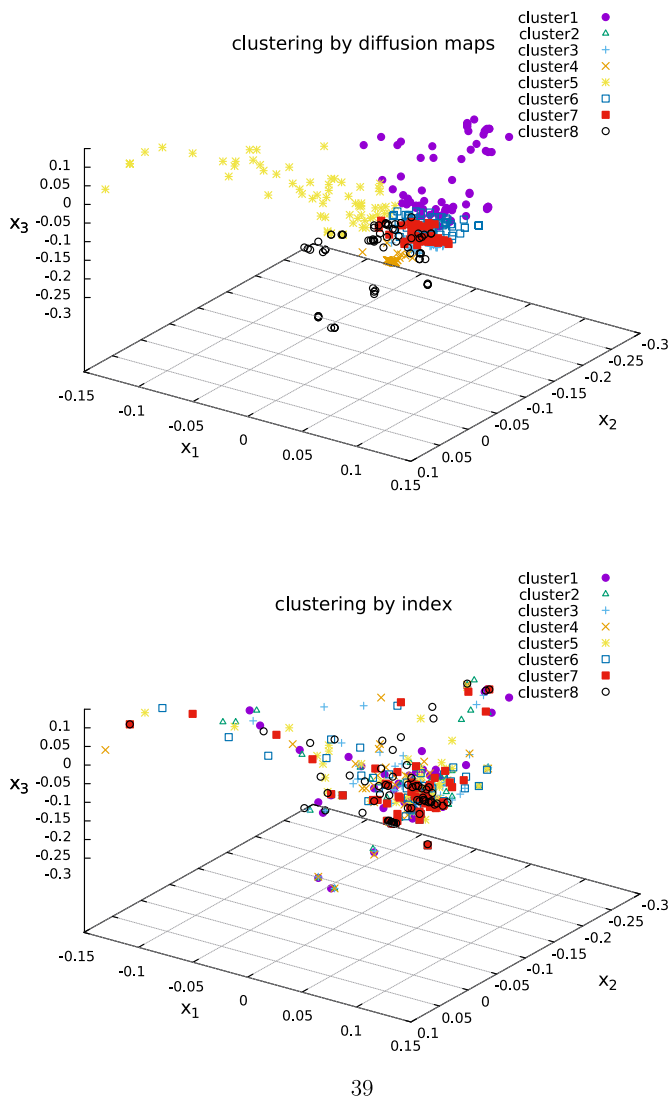 clustering by diffusion maps
cluster1
cluster2
cluster3
cluster4
cluster5
cluster6
cluster7
cluster8
0.1
0.05
0
-0.05
-0.1
-0.15
-0.2
-0.25
-0.3
x3
-0.15
-0.1
-0.05
0
0.05
0.1
0.15
x1
0.1
0.05
0
-0.05
-0.1
-0.15
-0.2
-0.25
-0.3
x2
clustering by index
cluster1
cluster2
cluster3
cluster4
cluster5
cluster6
cluster7
cluster8
0.1
0.05
0
-0.05
-0.1
-0.15
-0.2
-0.25
-0.3
x3
-0.15
-0.1
-0.05
0
0.05
0.1
0.15
x1
0.1
0.05
0
-0.05
-0.1
-0.15
-0.2
-0.25
-0.3
x2
39